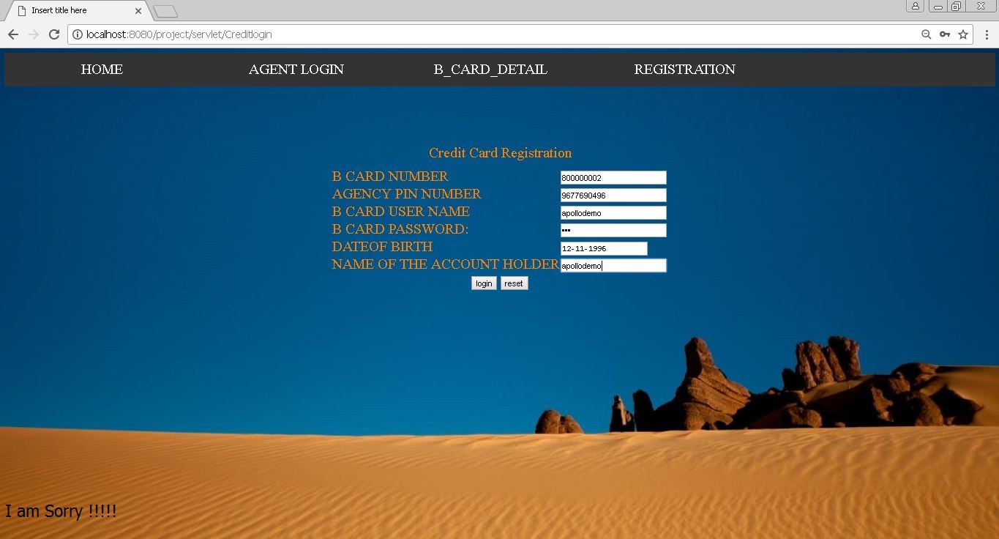 Insert title here
localhost:8080/project/servlet/Creditlogin
HOME AGENT LOGIN B_CARD_DETAIL REGISTRATION
Credit Card Registration
B CARD NUMBER 800000002
AGENCY PIN NUMBER 9677690496
B CARD USER NAME apollodemo
B CARD PASSWORD: •••
DATEOF BIRTH 12-11-1996
NAME OF THE ACCOUNT HOLDER apollodemo
login reset
I am Sorry !!!!!